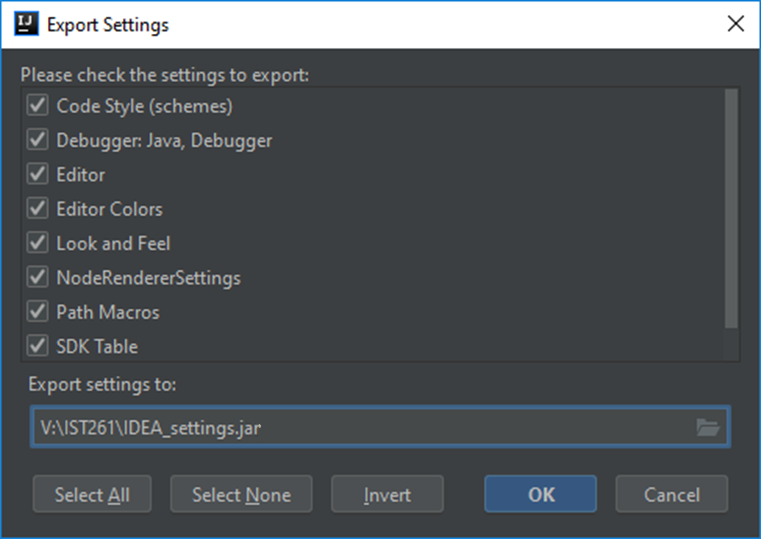 IJ Export Settings
Please check the settings to export:
Code Style (schemes)
Debugger: Java, Debugger
Editor
Editor Colors
Look and Feel
NodeRendererSettings
Path Macros
SDK Table
Export settings to:
V:\IST261\IDEA_settings.jar
Select All Select None Invert OK Cancel